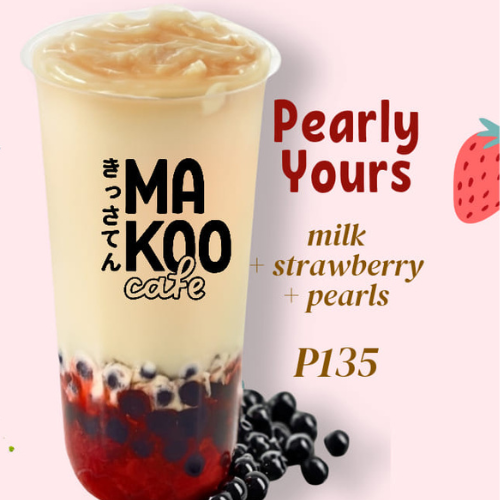 きっさてん
MA
KOO
cafe
Pearly
Yours
milk
+ strawberry
+ pearls
P135